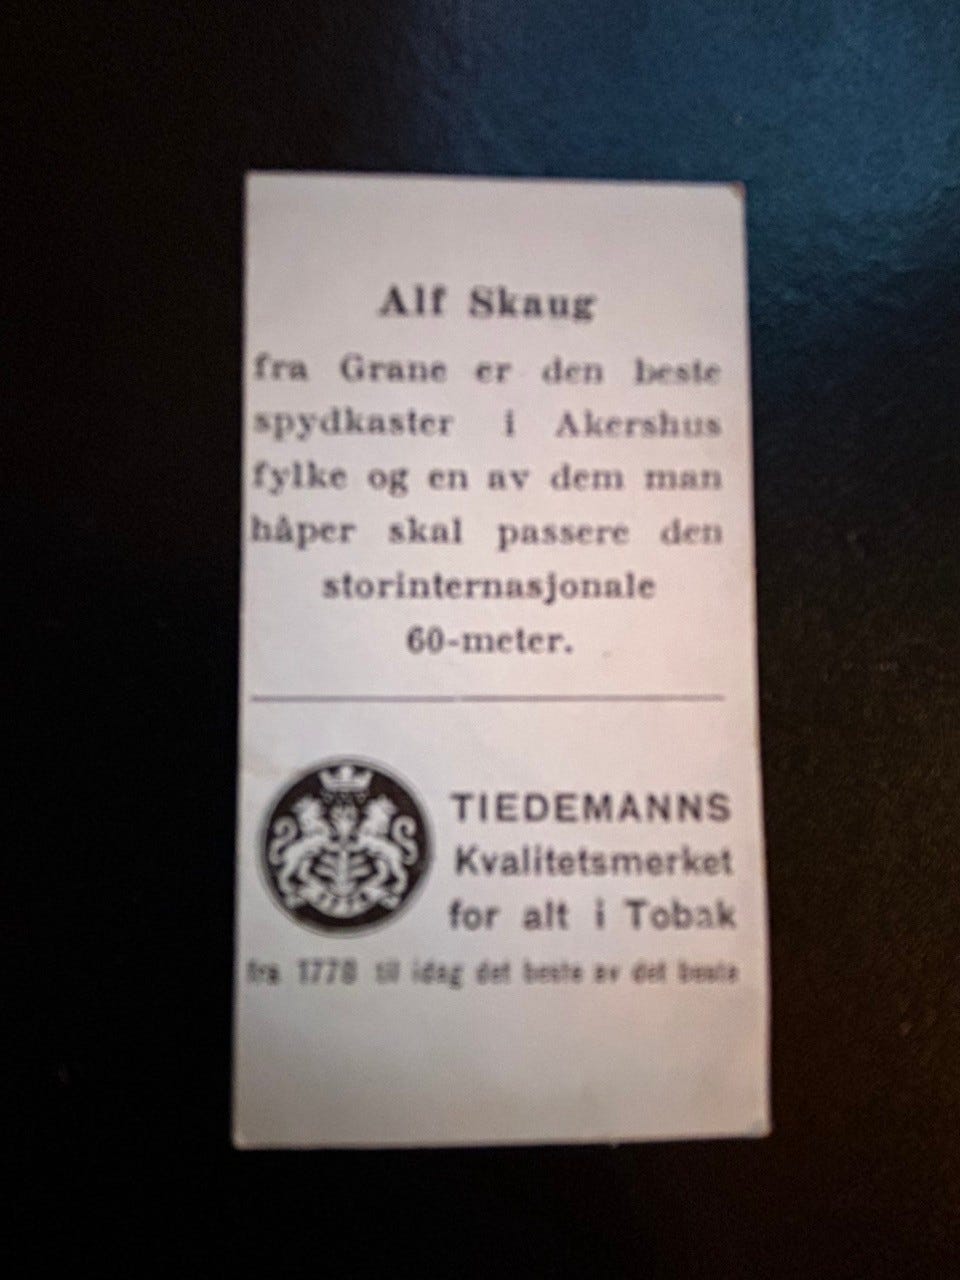 Alf Skaug
fra Grane er den beste
spydkaster i Akershus
fylke og en av dem man
håper skal passere den
storinternasjonale
60-meter.
1778
TIEDEMANNS
Kvalitetsmerket
for alt i Tobak
fra 1778 til idag det beste av det beste